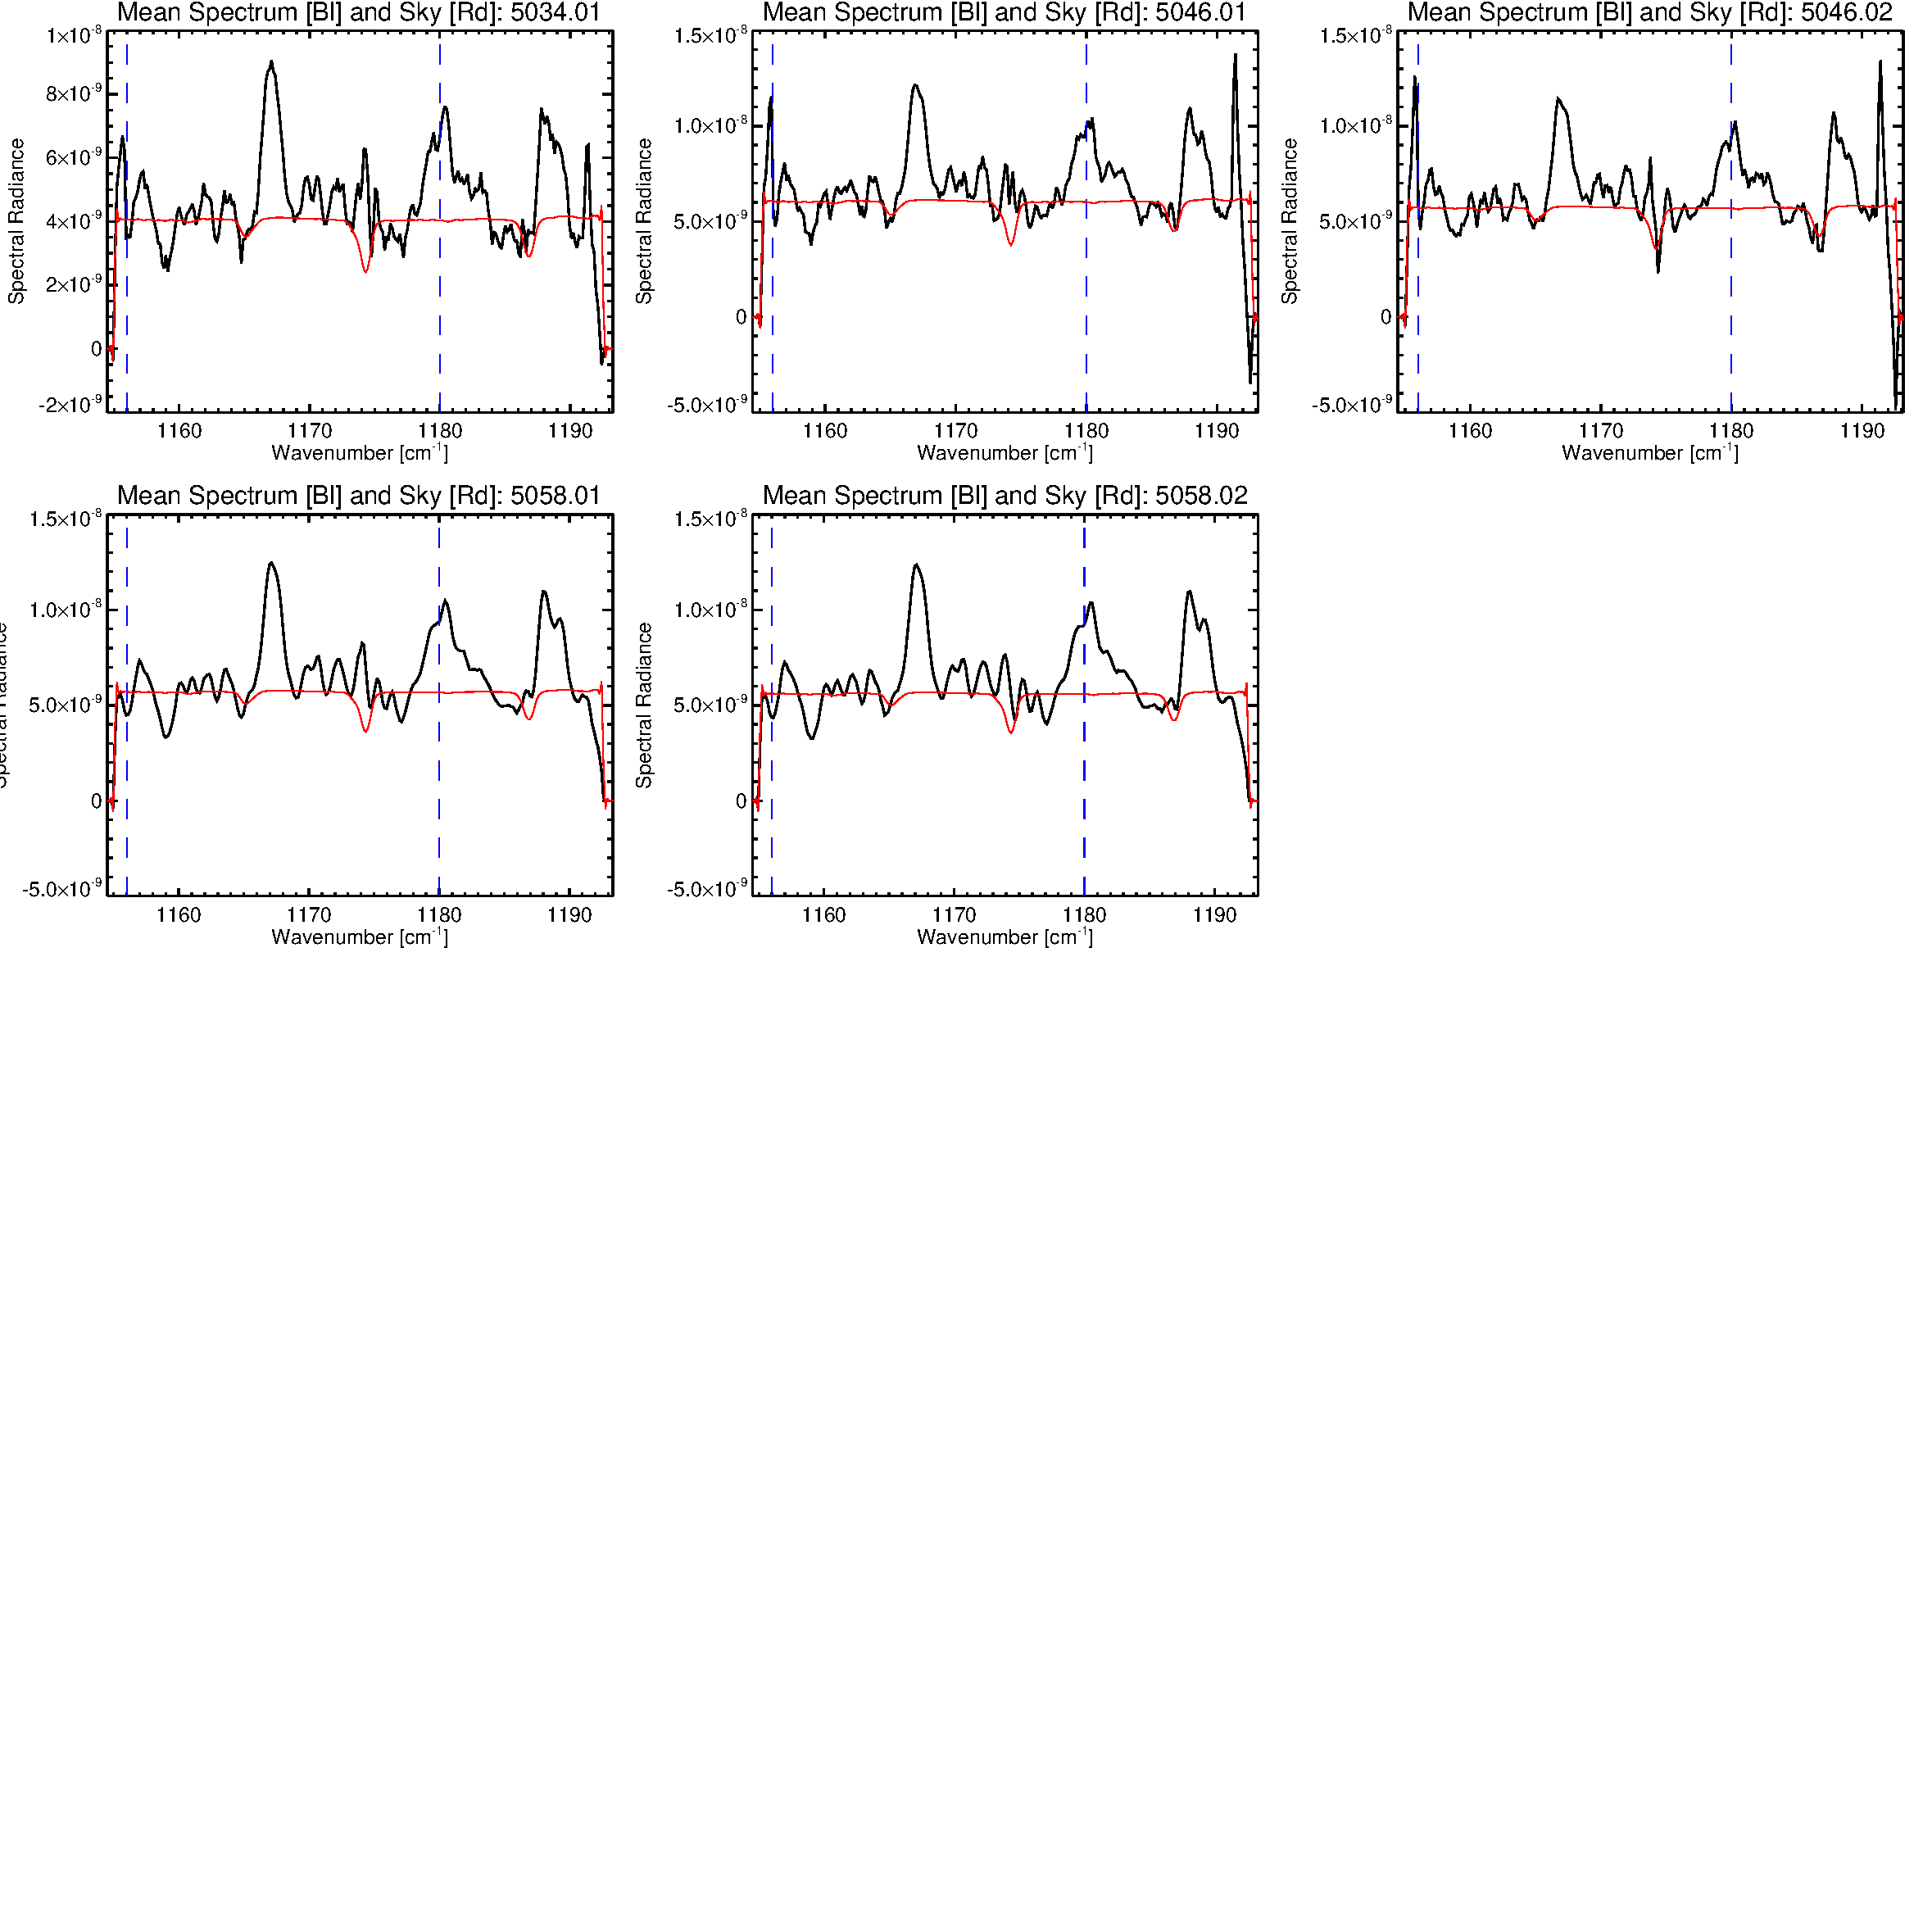 Mean Spectrum [Bl] and Sky [Rd]: 5034.01
1×10⁻⁸
8×10⁻⁹
6×10⁻⁹
4×10⁻⁹
2×10⁻⁹
0
-2×10⁻⁹
Spectral Radiance
1160 1170 1180 1190
Wavenumber [cm⁻¹]
Mean Spectrum [Bl] and Sky [Rd]: 5046.01
1.5×10⁻⁸
1.0×10⁻⁸
5.0×10⁻⁹
0
-5.0×10⁻⁹
Spectral Radiance
1160 1170 1180 1190
Wavenumber [cm⁻¹]
Mean Spectrum [Bl] and Sky [Rd]: 5046.02
1.5×10⁻⁸
1.0×10⁻⁸
5.0×10⁻⁹
0
-5.0×10⁻⁹
Spectral Radiance
1160 1170 1180 1190
Wavenumber [cm⁻¹]
Mean Spectrum [Bl] and Sky [Rd]: 5058.01
1.5×10⁻⁸
1.0×10⁻⁸
5.0×10⁻⁹
0
-5.0×10⁻⁹
Spectral Radiance
1160 1170 1180 1190
Wavenumber [cm⁻¹]
Mean Spectrum [Bl] and Sky [Rd]: 5058.02
1.5×10⁻⁸
1.0×10⁻⁸
5.0×10⁻⁹
0
-5.0×10⁻⁹
Spectral Radiance
1160 1170 1180 1190
Wavenumber [cm⁻¹]